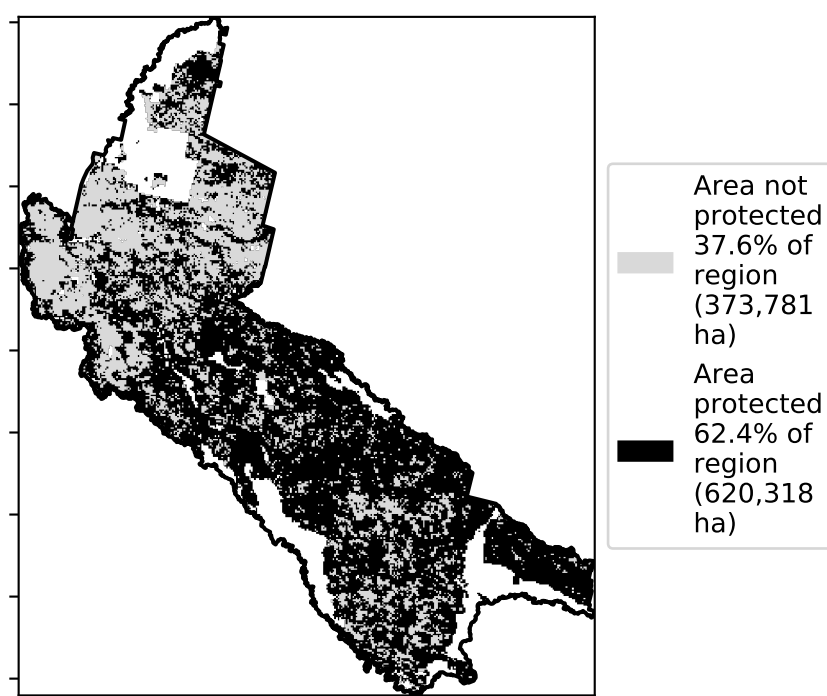 Area not
protected
37.6% of
region
(373,781
ha)
Area
protected
62.4% of
region
(620,318
ha)